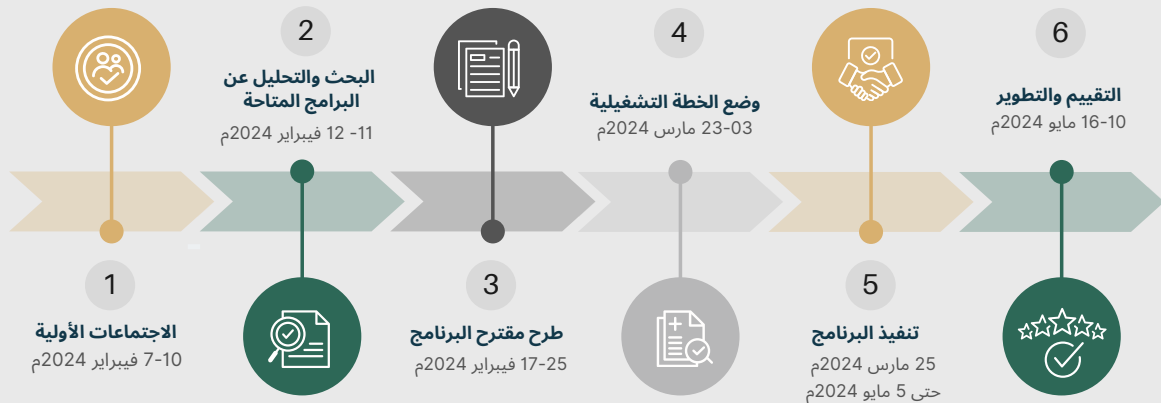 1
الاجتماعات الأولية
7-10 فبراير 2024م
2
البحث والتحليل عن
البرامج المتاحة
11- 12 فبراير 2024م
3
طرح مقترح البرنامج
17-25 فبراير 2024م
4
وضع الخطة التشغيلية
23-03 مارس 2024م
5
تنفيذ البرنامج
25 مارس 2024م
حتى 5 مايو 2024م
6
التقييم والتطوير
16-10 مايو 2024م